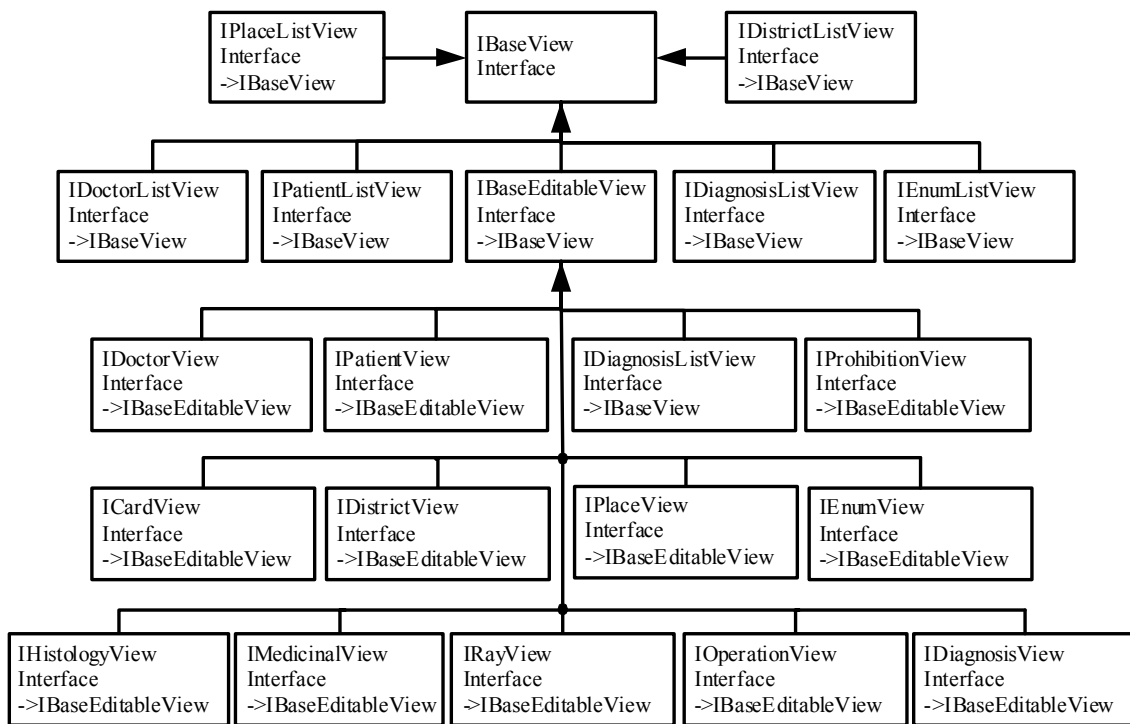 IPlaceListView
Interface
->IBaseView
IBaseView
Interface
IDistrictListView
Interface
->IBaseView
IDoctorListView
Interface
->IBaseView
IPatientListView
Interface
->IBaseView
IBaseEditableView
Interface
->IBaseView
IDiagnosisListView
Interface
->IBaseView
IEnumListView
Interface
->IBaseView
IDoctorView
Interface
->IBaseEditableView
IPatientView
Interface
->IBaseEditableView
IDiagnosisListView
Interface
->IBaseView
IProhibitionView
Interface
->IBaseEditableView
ICardView
Interface
->IBaseEditableView
IDistrictView
Interface
->IBaseEditableView
IPlaceView
Interface
->IBaseEditableView
IEnumView
Interface
->IBaseEditableView
IHistologyView
Interface
->IBaseEditableView
IMedicinalView
Interface
->IBaseEditableView
IRayView
Interface
->IBaseEditableView
IOperationView
Interface
->IBaseEditableView
IDiagnosisView
Interface
->IBaseEditableView